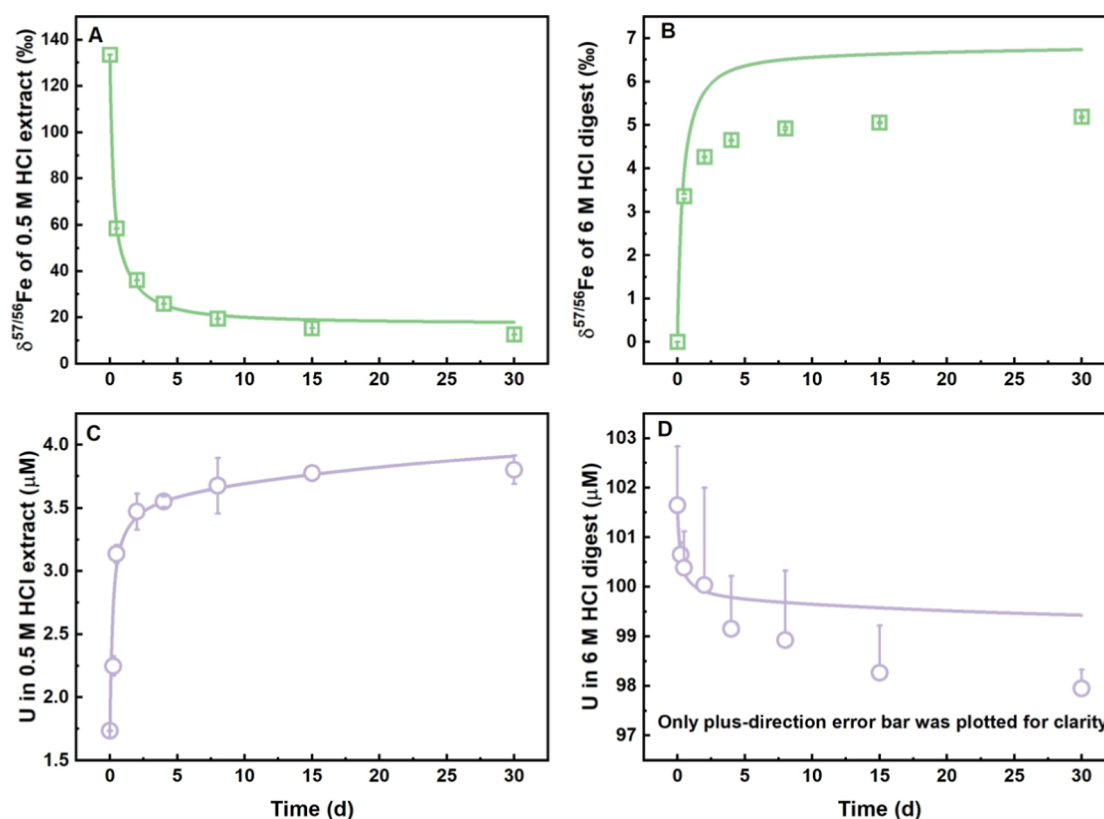 A
δ57/56Fe of 0.5 M HCl extract (‰)
140
120
100
80
60
40
20
0
0 5 10 15 20 25 30
B
δ57/56Fe of 6 M HCl digest (‰)
7
6
5
4
3
2
1
0
0 5 10 15 20 25 30
C
U in 0.5 M HCl extract (μM)
4.0
3.5
3.0
2.5
2.0
1.5
0 5 10 15 20 25 30
Time (d)
D
U in 6 M HCl digest (μM)
103
102
101
100
99
98
97
Only plus-direction error bar was plotted for clarity
0 5 10 15 20 25 30
Time (d)